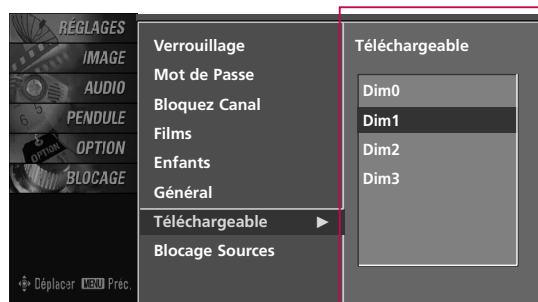 RÉGLAGES
IMAGE
AUDIO
PENDULE
OPTION
BLOCAGE
Déplacer MENU Préc.
Verrouillage
Mot de Passe
Bloquez Canal
Films
Enfants
Général
Téléchargeable ▶
Blocage Sources
Téléchargeable
Dim0
Dim1
Dim2
Dim3